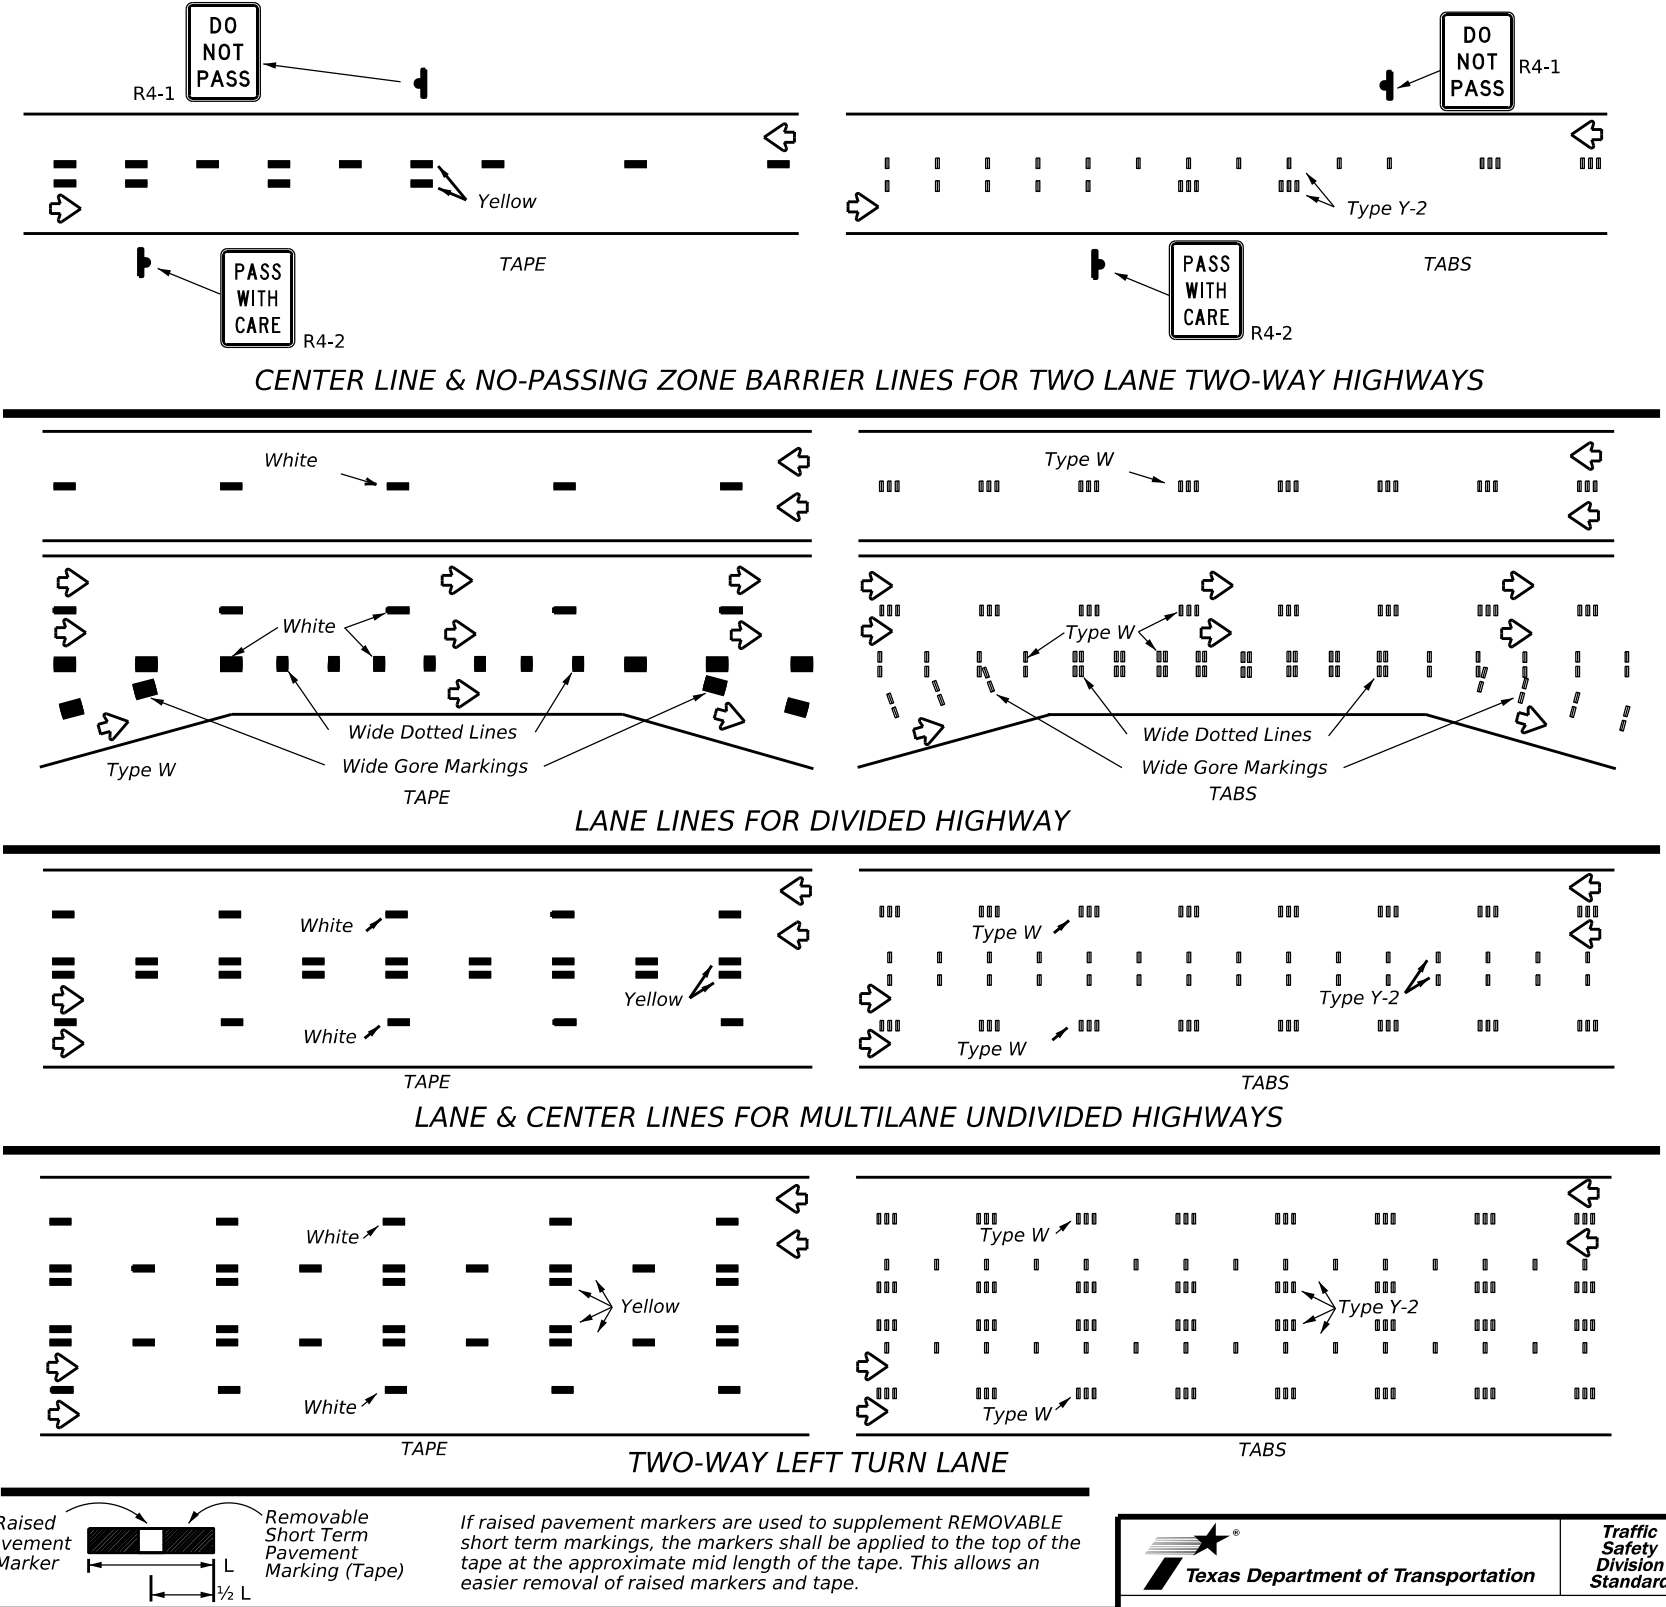 DO
NOT
PASS
R4-1
DO
NOT
PASS
R4-1
Yellow
Type Y-2
PASS
WITH
CARE
R4-2
TAPE
PASS
WITH
CARE
R4-2
TABS
CENTER LINE & NO-PASSING ZONE BARRIER LINES FOR TWO LANE TWO-WAY HIGHWAYS
White
Type W
White
Type W
Wide Dotted Lines
Wide Gore Markings
Type W
TAPE
Wide Dotted Lines
Wide Gore Markings
TABS
LANE LINES FOR DIVIDED HIGHWAY
White
Type W
Yellow
Type Y-2
White
Type W
TAPE
TABS
LANE & CENTER LINES FOR MULTILANE UNDIVIDED HIGHWAYS
White
Type W
Yellow
Type Y-2
White
Type W
TAPE
TABS
TWO-WAY LEFT TURN LANE
Raised
vement
Marker
L
½ L
Removable
Short Term
Pavement
Marking (Tape)
If raised pavement markers are used to supplement REMOVABLE
short term markings, the markers shall be applied to the top of the
tape at the approximate mid length of the tape. This allows an
easier removal of raised markers and tape.
®
Texas Department of Transportation
Traffic
Safety
Division
Standard